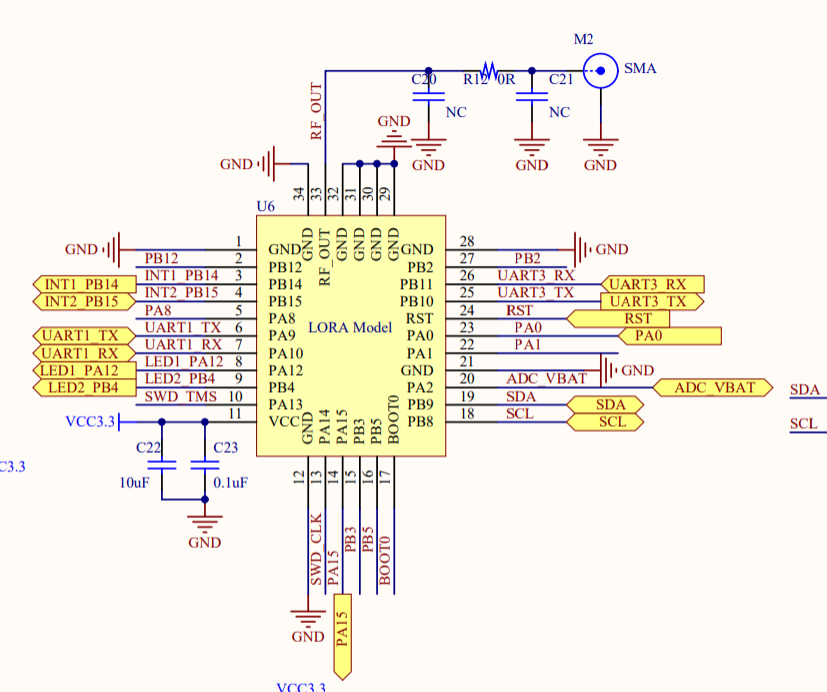 M2
SMA
C20
R12 0R
C21
NC
NC
RF_OUT
GND
GND
GND
GND
GND
34
33
32
31
30
29
U6
GND
RF_OUT
GND
GND
GND
GND
GND
1
GND
28
GND
GND
PB12
2
PB12
PB2
27
PB2
INT1_PB14
INT1_PB14
3
PB14
PB11
26
UART3_RX
UART3_RX
INT2_PB15
INT2_PB15
4
PB15
PB10
25
UART3_TX
UART3_TX
PA8
5
PA8
RST
24
RST
RST
UART1_TX
UART1_TX
6
PA9
LORA Model
PA0
23
PA0
PA0
UART1_RX
UART1_RX
7
PA10
PA1
22
PA1
LED1_PA12
LED1_PA12
8
PA12
GND
21
GND
LED2_PB4
LED2_PB4
9
PB4
PA2
20
ADC_VBAT
ADC_VBAT
SWD_TMS
10
PA13
PB9
19
SDA
SDA
SDA
VCC3.3
11
VCC
PB8
18
SCL
SCL
SCL
GND
PA14
PA15
PB3
PB5
BOOT0
C22
C23
C3.3
10uF
0.1uF
12
13
14
15
16
17
GND
SWD_CLK
PA15
PB3
PB5
BOOT0
GND
PA15
VCC3.3